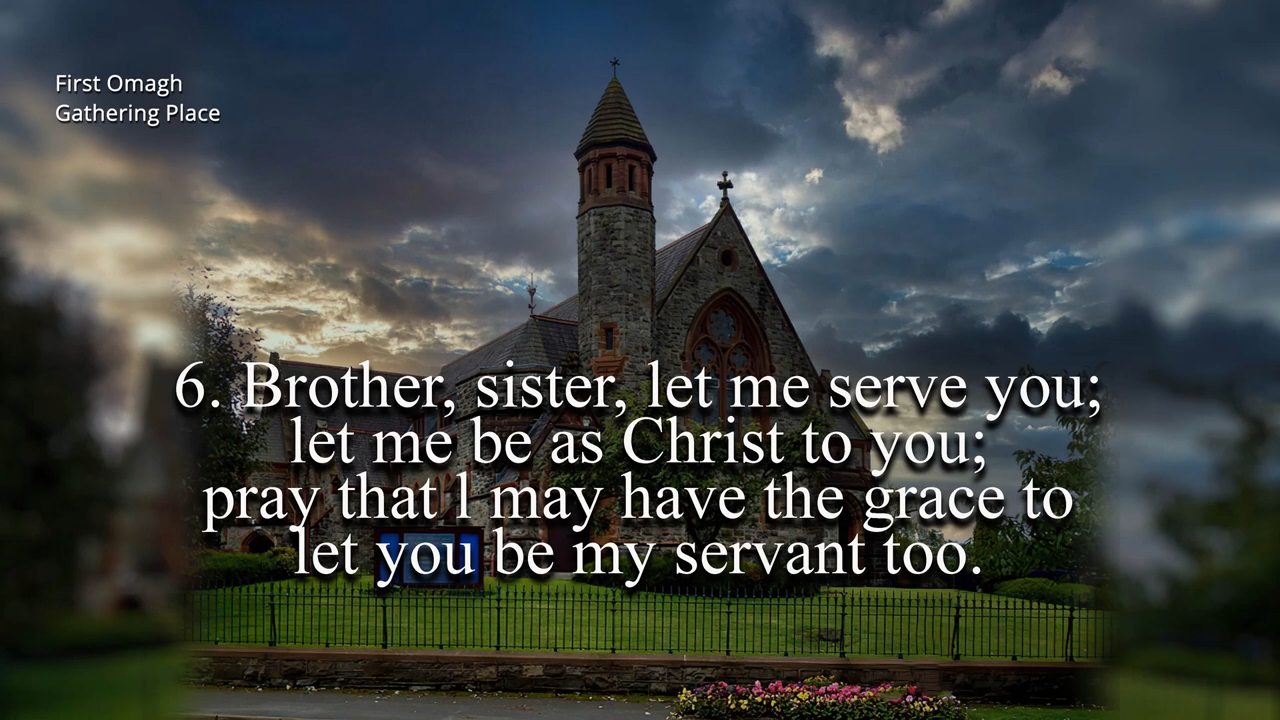 First Omagh
Gathering Place
6. Brother, sister, let me serve you;
let me be as Christ to you;
pray that l may have the grace to
let you be my servant too.